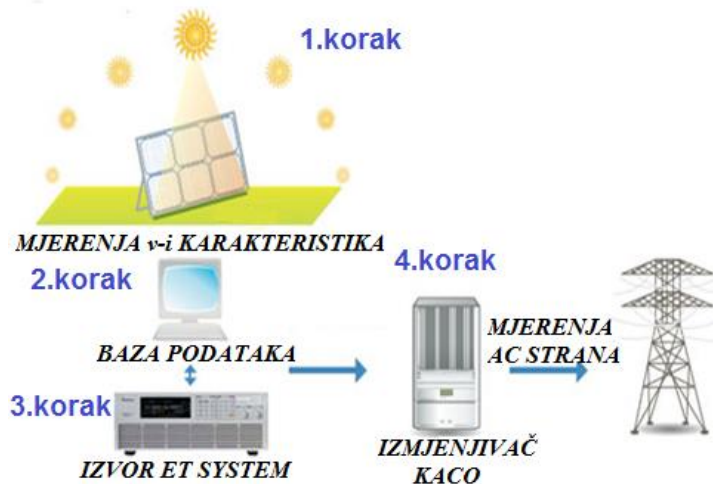 1.korak
MJERENJA v-i KARAKTERISTIKA
2.korak
BAZA PODATAKA
3.korak
IZVOR ET SYSTEM
4.korak
IZMJENJIVAČ
KACO
MJERENJA
AC STRANA